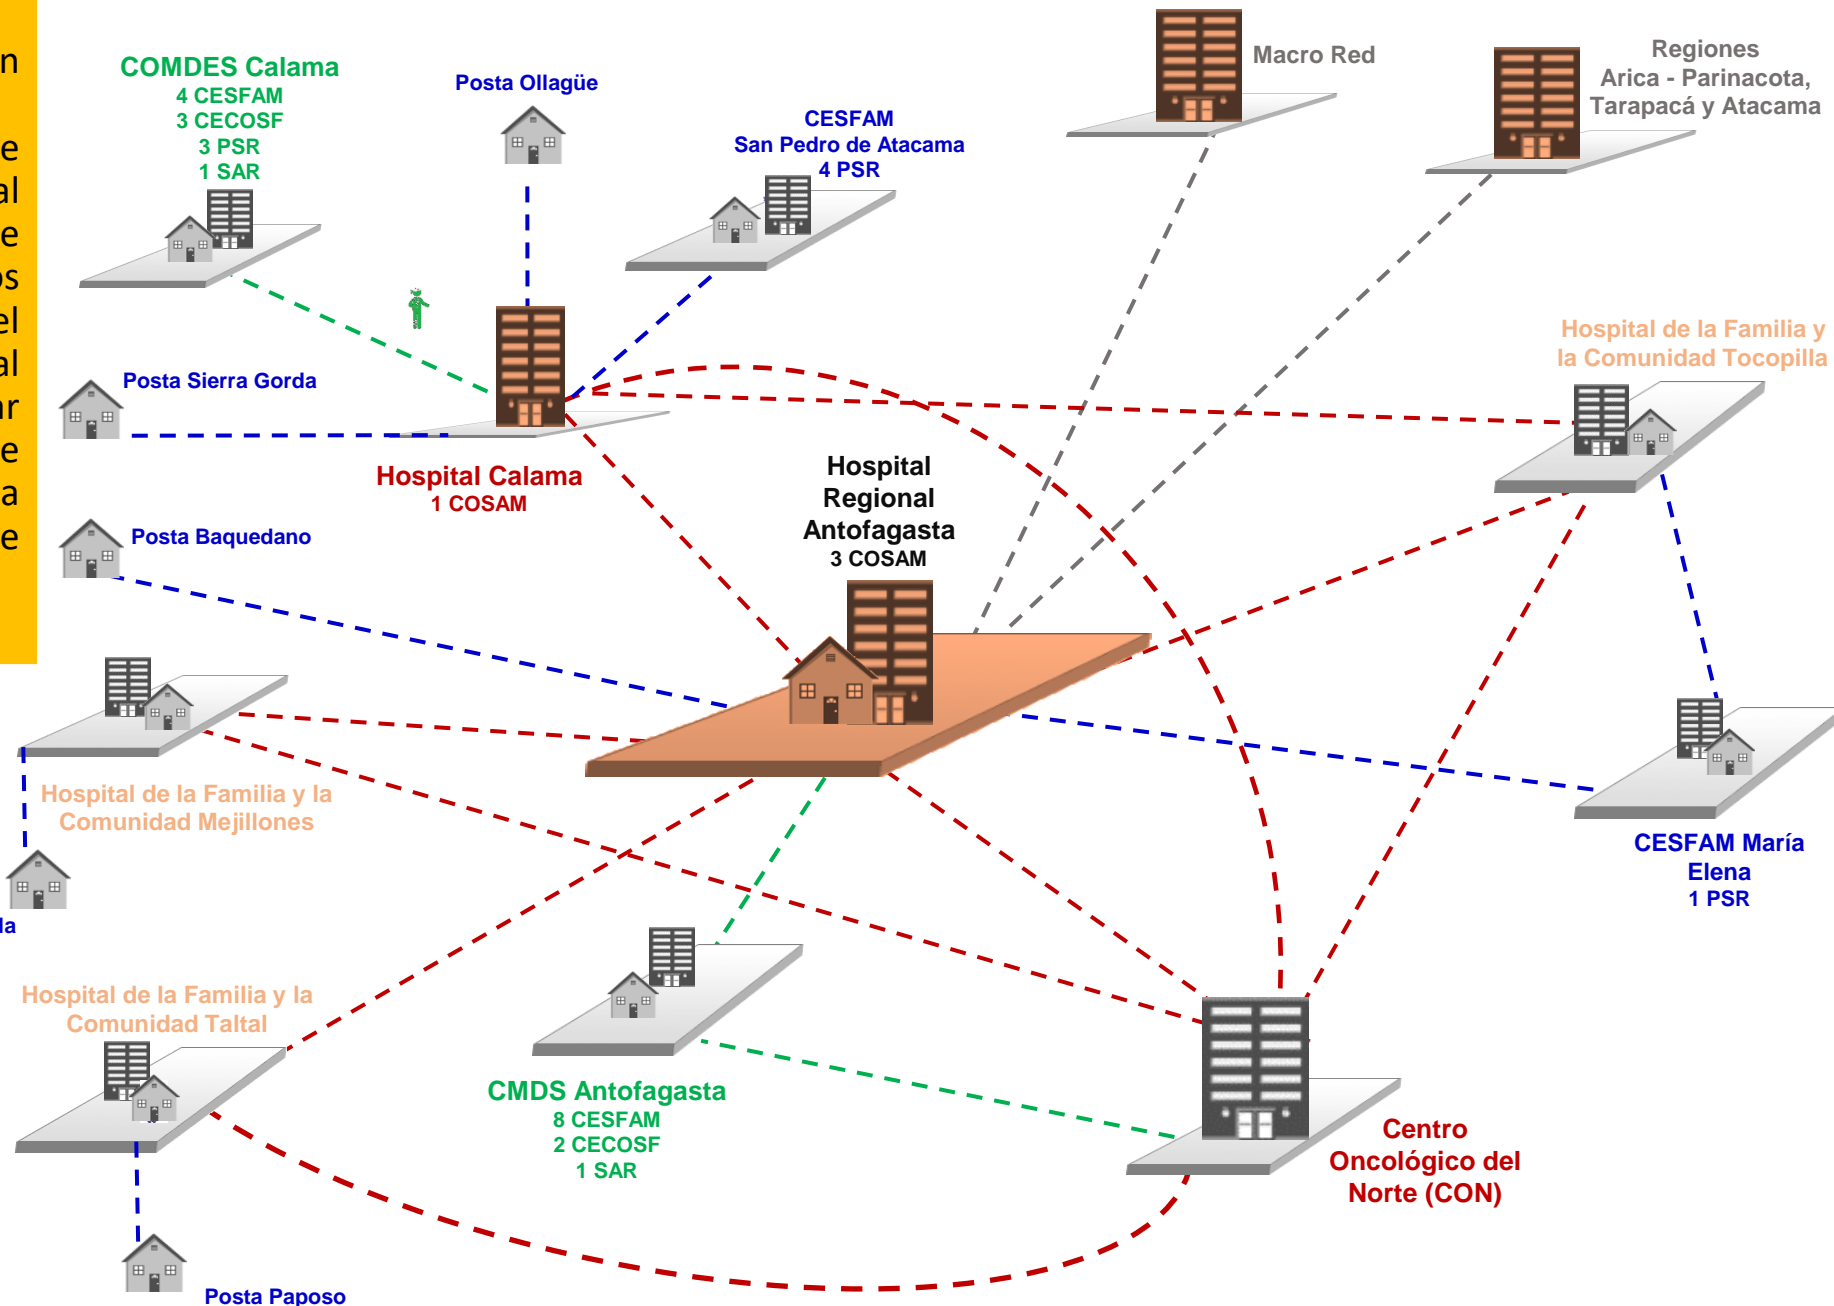 COMDES Calama
4 CESFAM
3 CECOSF
3 PSR
1 SAR
Posta Ollagüe
CESFAM
San Pedro de Atacama
4 PSR
Macro Red
Regiones
Arica - Parinacota,
Tarapacá y Atacama
Posta Sierra Gorda
Hospital Calama
1 COSAM
Hospital de la Familia y
la Comunidad Tocopilla
Hospital
Regional
Antofagasta
3 COSAM
Posta Baquedano
Hospital de la Familia y la
Comunidad Mejillones
CESFAM María
Elena
1 PSR
Hospital de la Familia y la
Comunidad Taltal
CMDS Antofagasta
8 CESFAM
2 CECOSF
1 SAR
Centro
Oncológico del
Norte (CON)
Posta Paposo